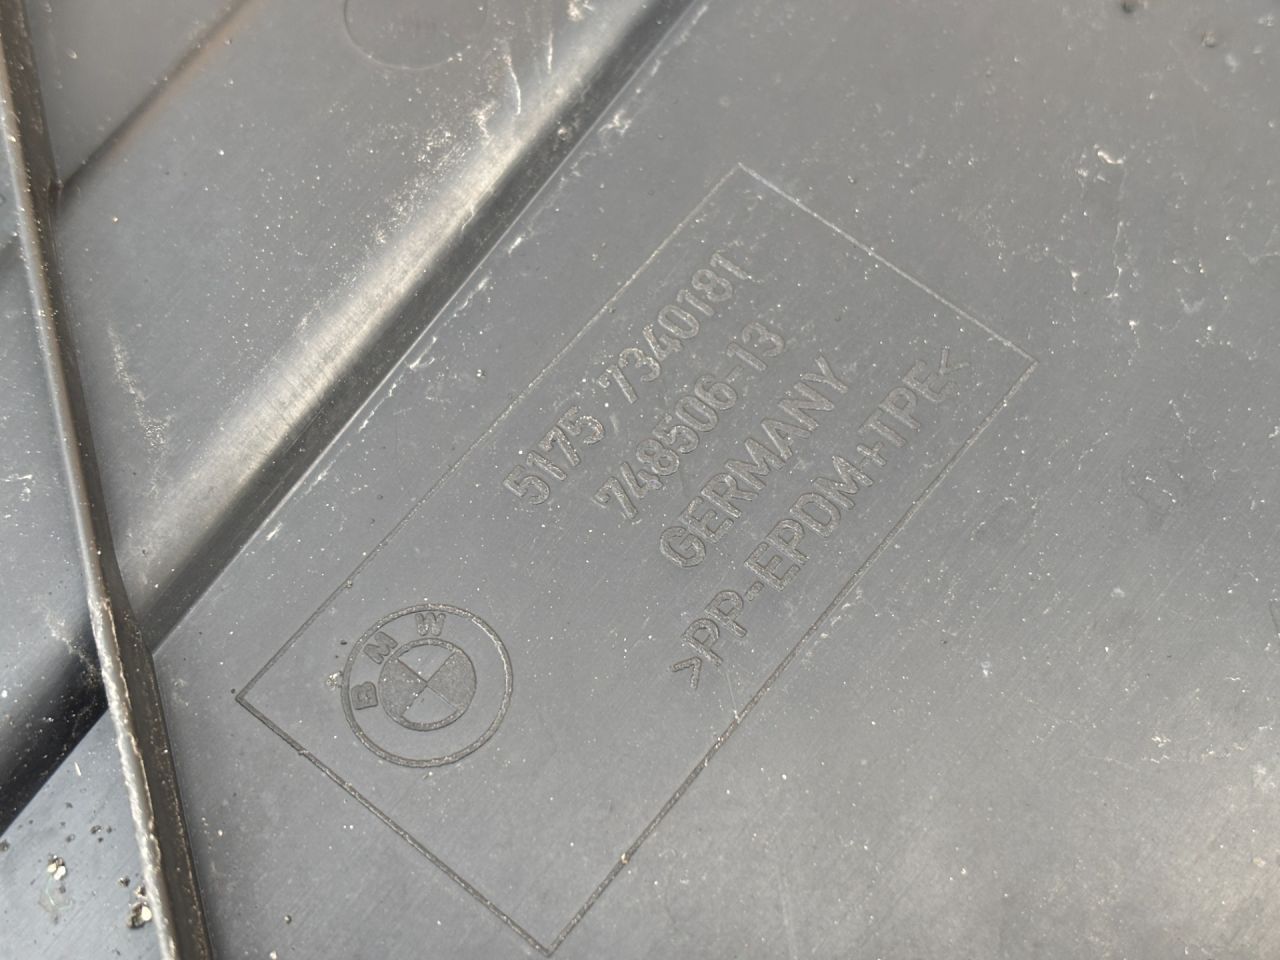 5175, 7340181
748506-13
GERMANY
>PP-EPDM+TPE<
BMW